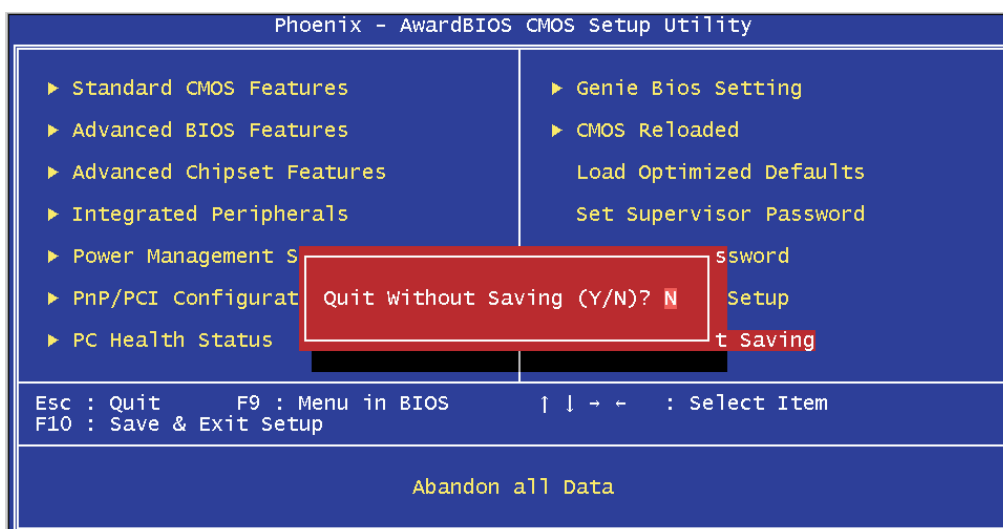 Phoenix - AwardBIOS CMOS Setup Utility
▶ Standard CMOS Features
▶ Advanced BIOS Features
▶ Advanced Chipset Features
▶ Integrated Peripherals
▶ Power Management S
▶ PnP/PCI Configurat
▶ PC Health Status
▶ Genie Bios Setting
▶ CMOS Reloaded
Load Optimized Defaults
Set Supervisor Password
ssword
Setup
t Saving
Quit Without Saving (Y/N)? N
Esc : Quit F9 : Menu in BIOS ↑ ↓ → ← : Select Item
F10 : Save & Exit Setup
Abandon all Data